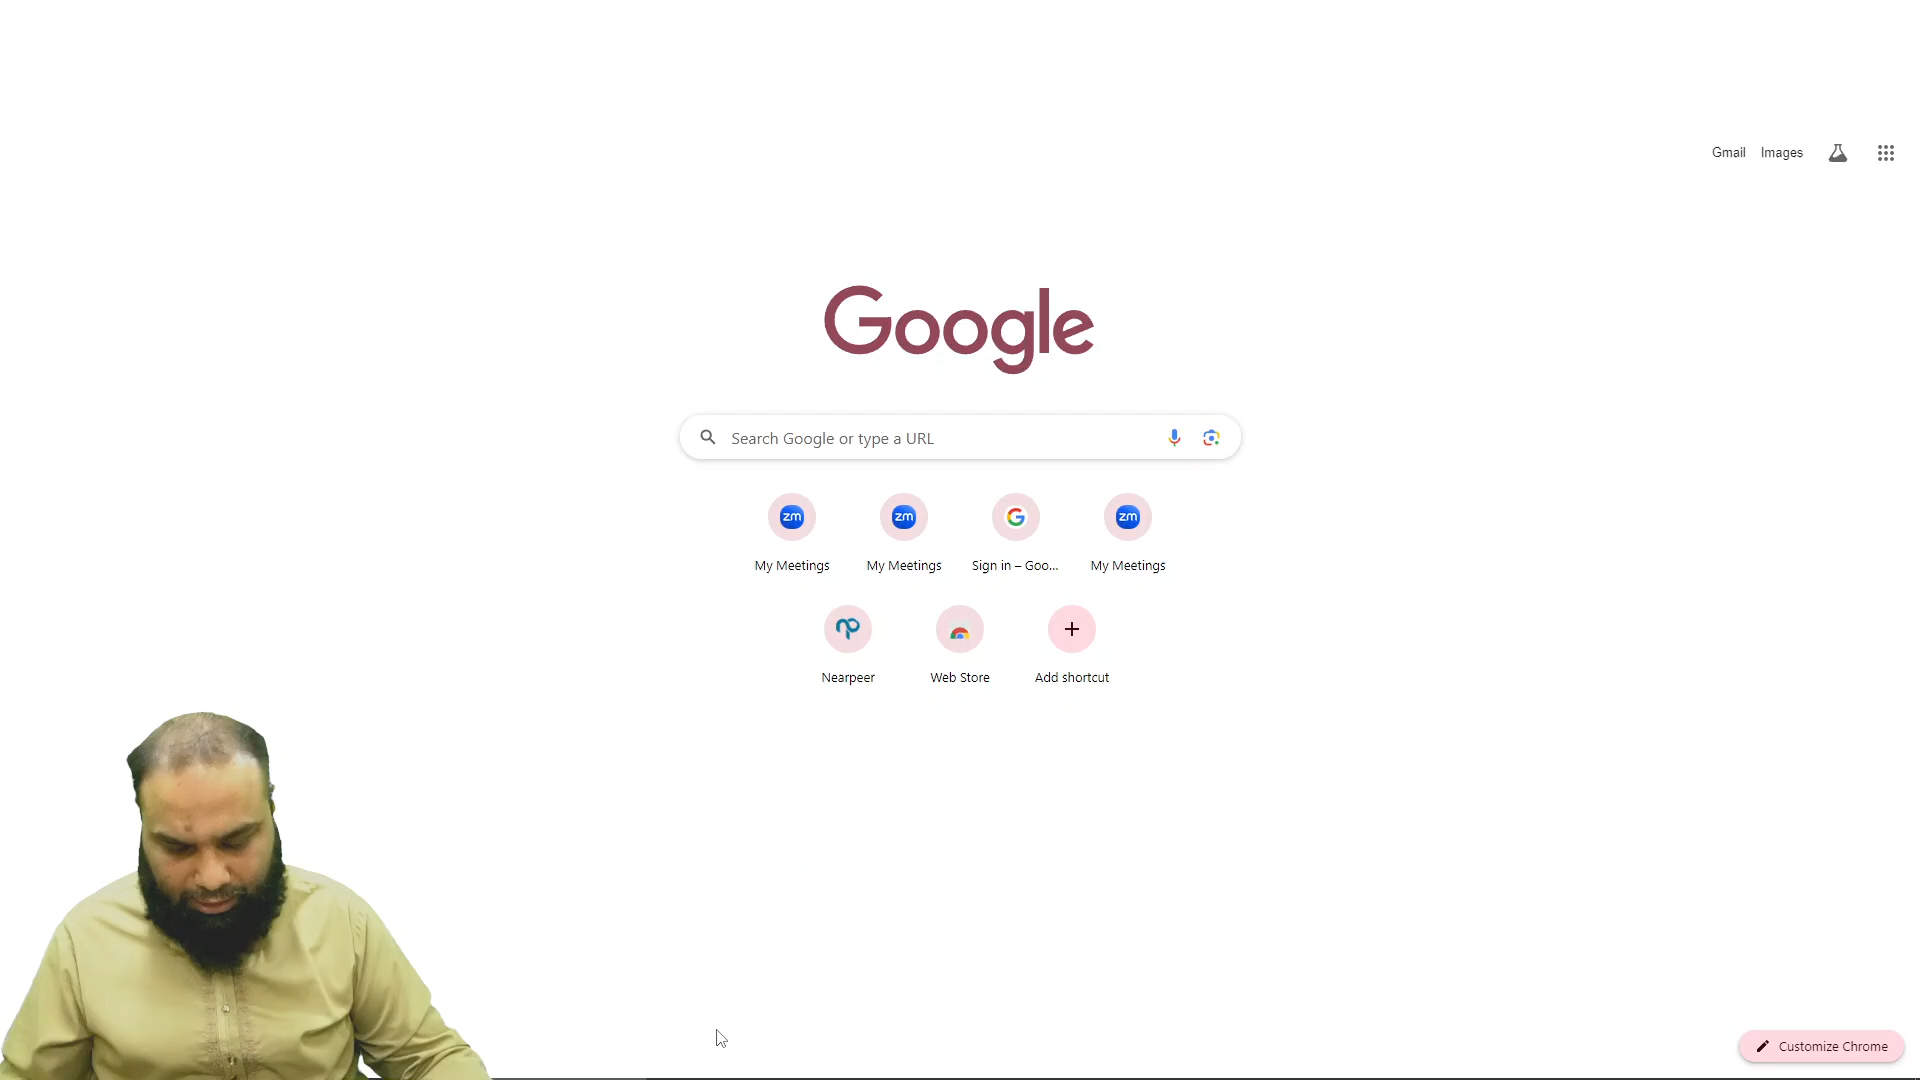 Gmail Images
Google
Search Google or type a URL
zm zm G zm
My Meetings My Meetings Sign in – Goo... My Meetings
Nearpeer Web Store Add shortcut
Customize Chrome